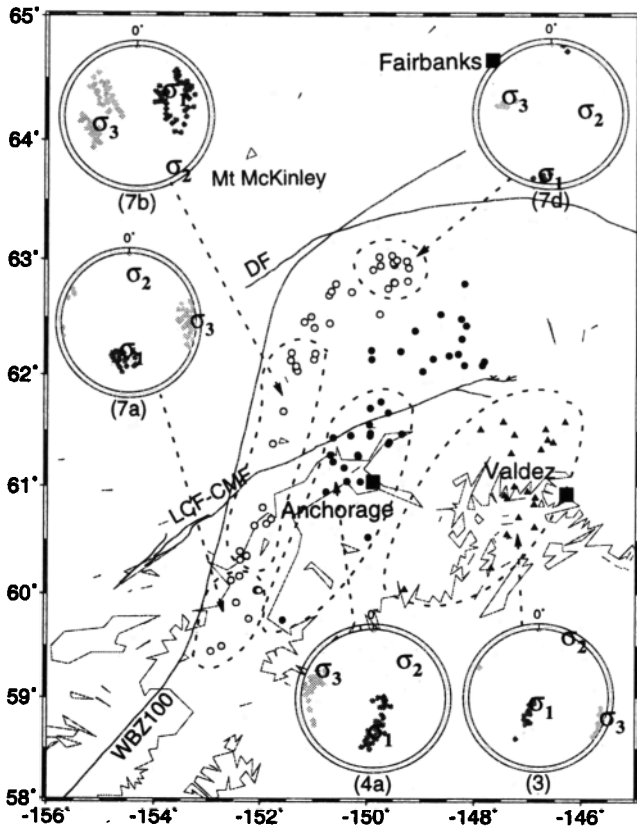 65°
64°
63°
62°
61°
60°
59°
58°
-156°
-154°
-152°
-150°
-148°
-146°
0°
σ1
σ3
σ2
(7b)
Mt McKinley
Fairbanks
0°
σ3
σ2
σ1
(7d)
DF
0°
σ2
σ3
σ1
(7a)
LCF-CMF
Anchorage
Valdez
WBZ100
0°
σ3
σ2
1
(4a)
0°
σ2
σ1
σ3
(3)